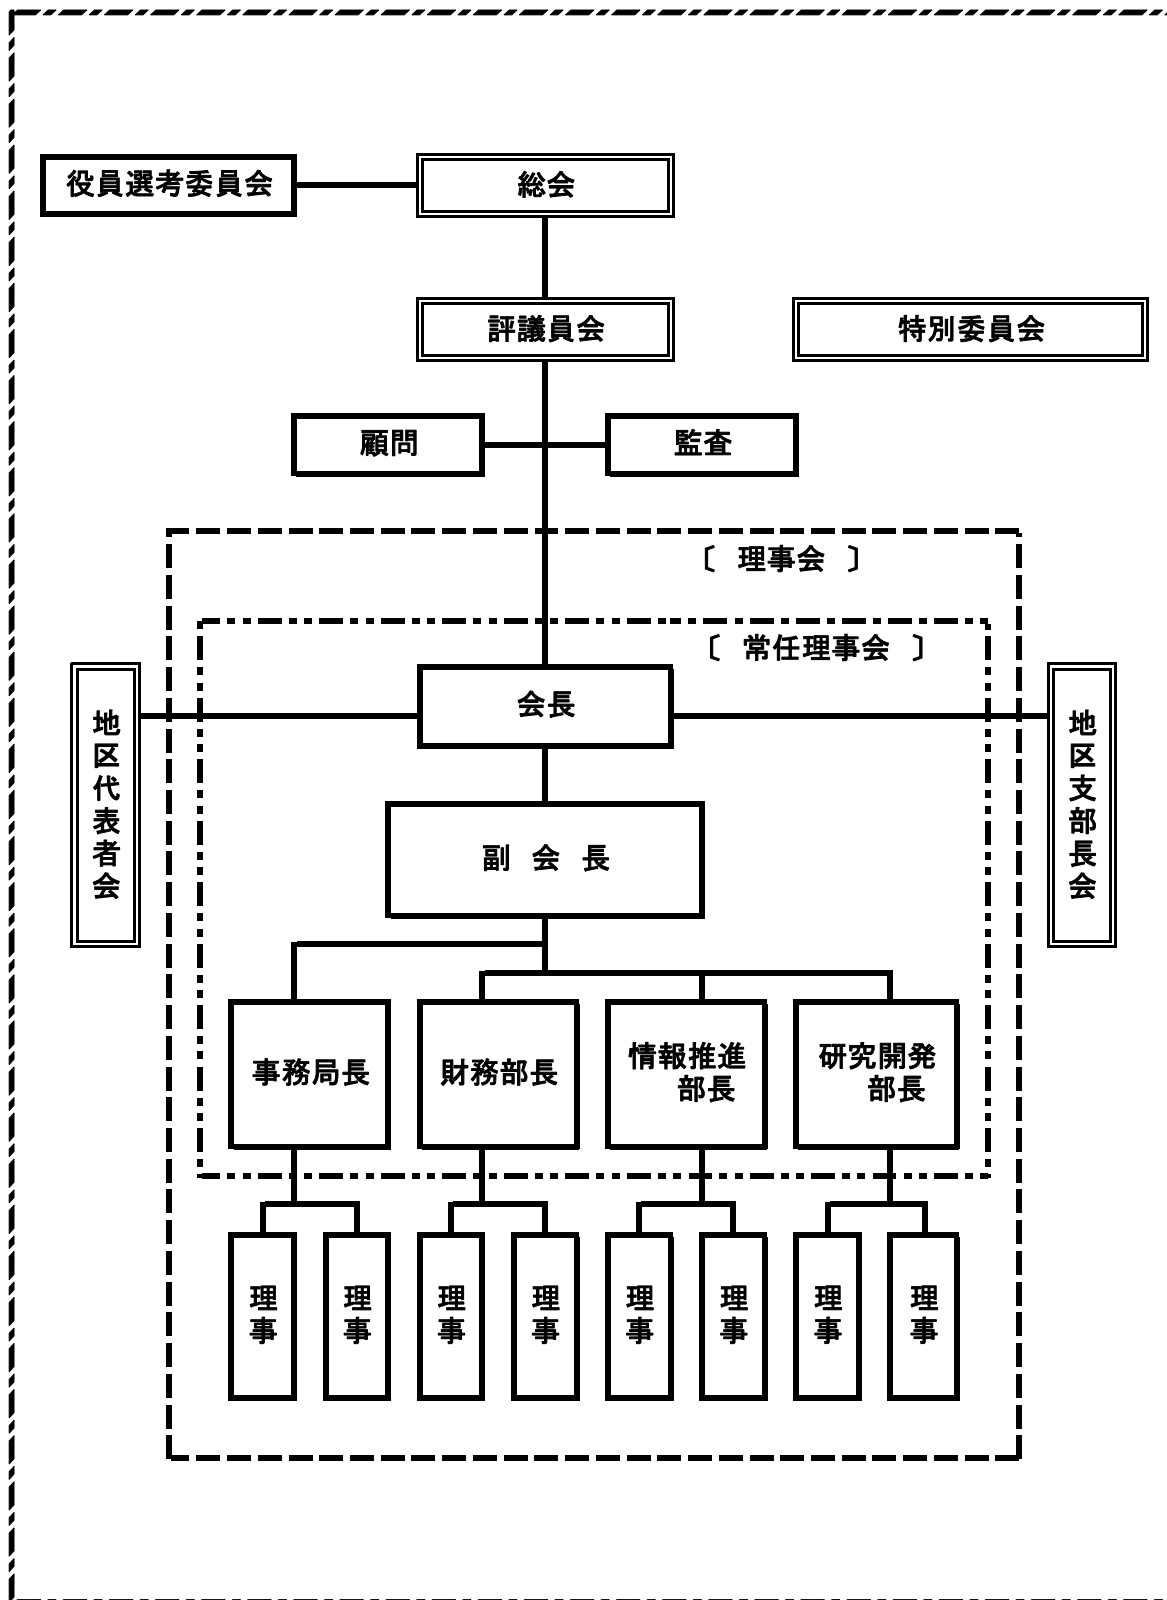 役員選考委員会
総会
評議員会
特別委員会
顧問
監査
〔 理事会 〕
〔 常任理事会 〕
会長
地区代表者会
地区支部長会
副 会 長
事務局長
財務部長
情報推進
部長
研究開発
部長
理事
理事
理事
理事
理事
理事
理事
理事